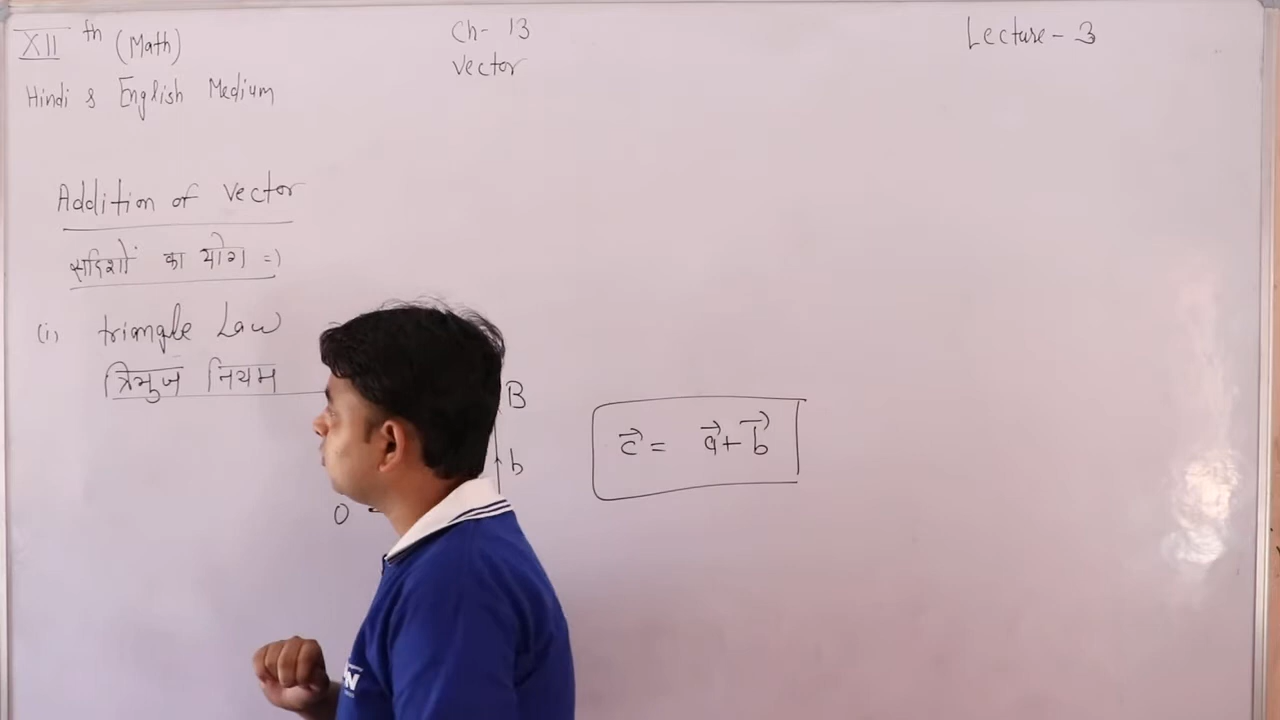 XII th (Math)
Ch- 13
Lecture - 3
Vector
Hindi & English Medium
Addition of vector
सदिशों का योग =)
(i) triangle Law
त्रिभुज नियम
B
c⃗ = a⃗ + b⃗
b
O